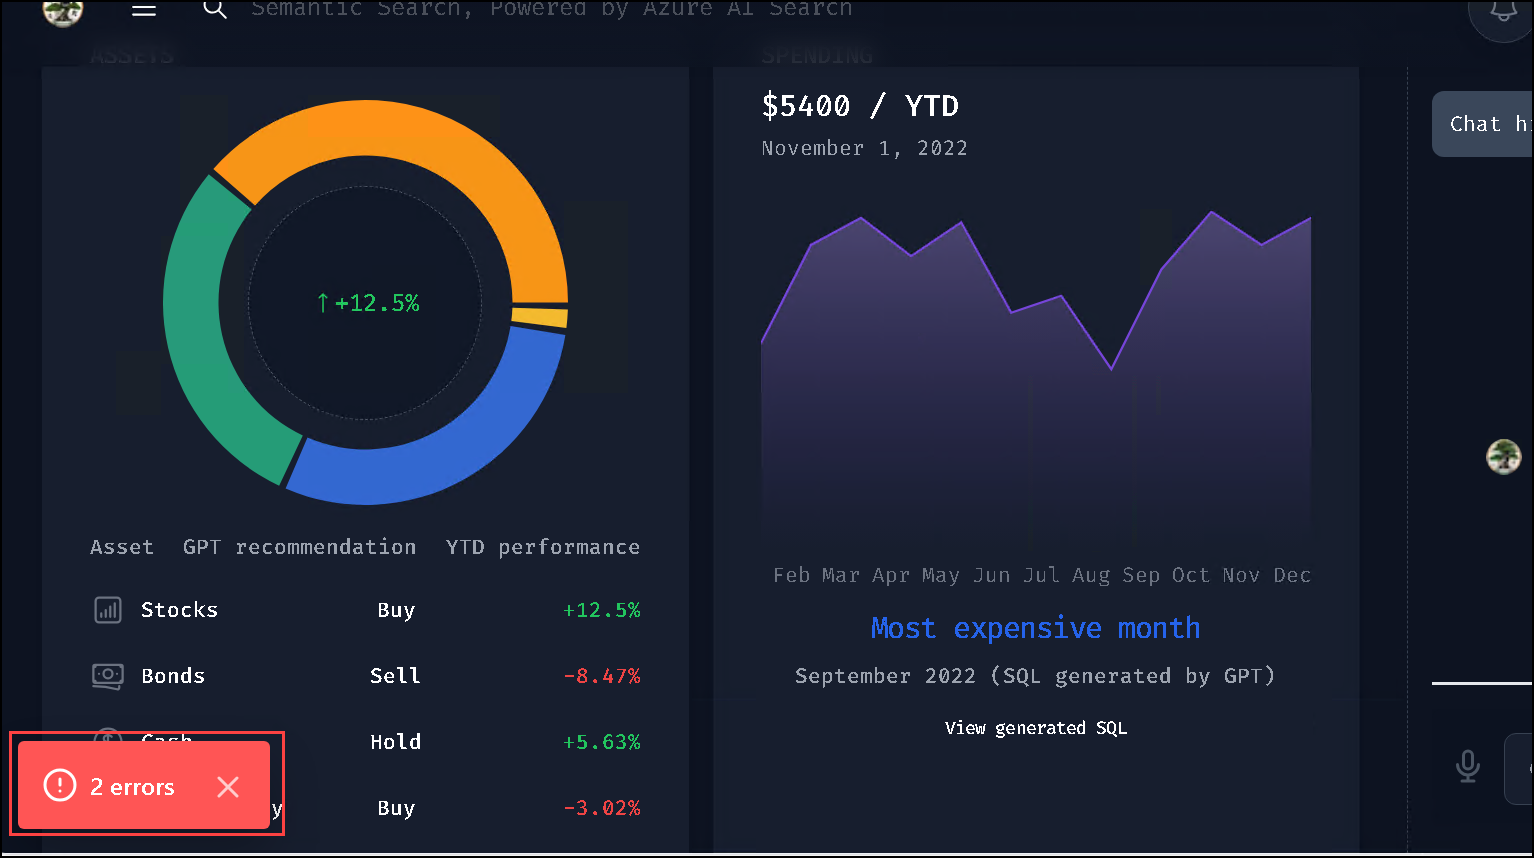 Semantic Search, Powered by Azure AI Search
ASSETS
SPENDING
$5400 / YTD
November 1, 2022
Chat
↑+12.5%
Feb Mar Apr May Jun Jul Aug Sep Oct Nov Dec
Most expensive month
September 2022 (SQL generated by GPT)
View generated SQL
Asset GPT recommendation YTD performance
Stocks Buy +12.5%
Bonds Sell -8.47%
Cash Hold +5.63%
y Buy -3.02%
2 errors